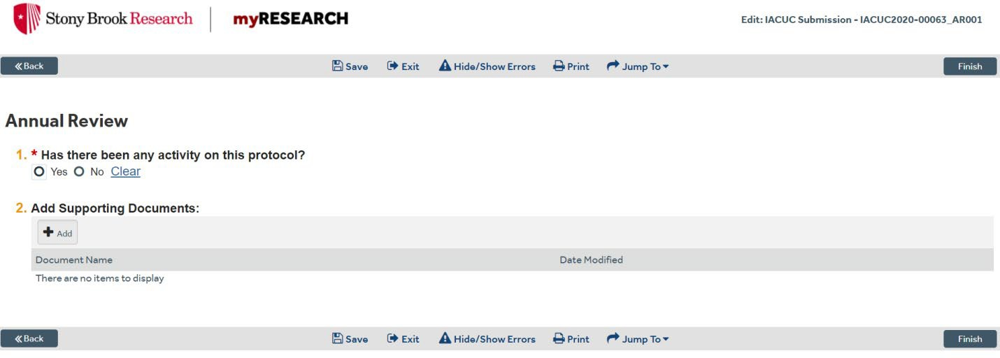 Stony Brook Research myRESEARCH Edit: IACUC Submission - IACUC2020-00063_AR001
Back Save Exit Hide/Show Errors Print Jump To Finish
Annual Review
1. * Has there been any activity on this protocol?
Yes No Clear
2. Add Supporting Documents:
+ Add
Document Name Date Modified
There are no items to display
Back Save Exit Hide/Show Errors Print Jump To Finish